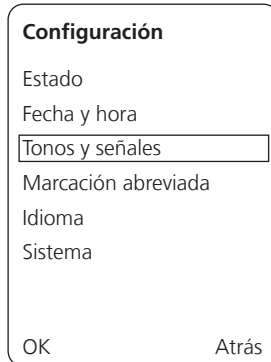 Configuración
Estado
Fecha y hora
Tonos y señales
Marcación abreviada
Idioma
Sistema
OK Atrás